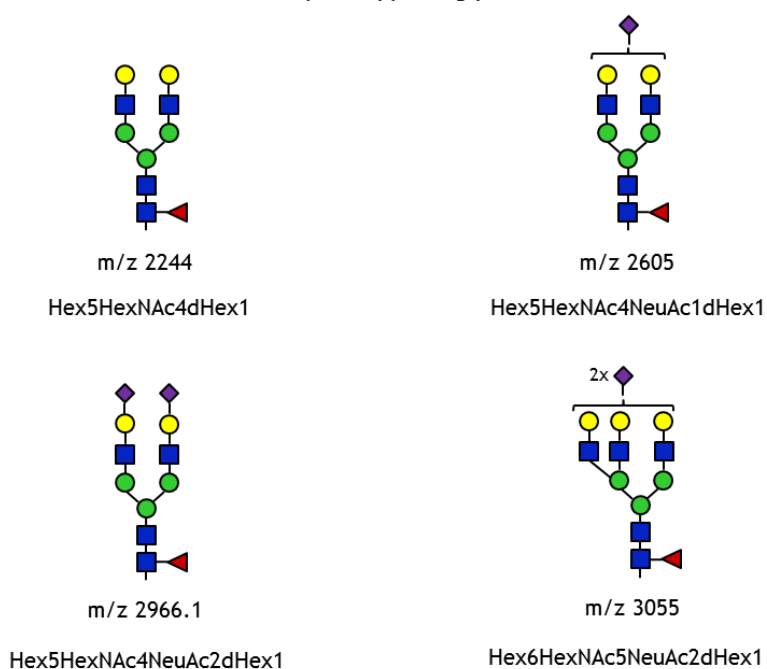 m/z 2244
Hex5HexNAc4dHex1
m/z 2605
Hex5HexNAc4NeuAc1dHex1
2x
m/z 2966.1
Hex5HexNAc4NeuAc2dHex1
m/z 3055
Hex6HexNAc5NeuAc2dHex1